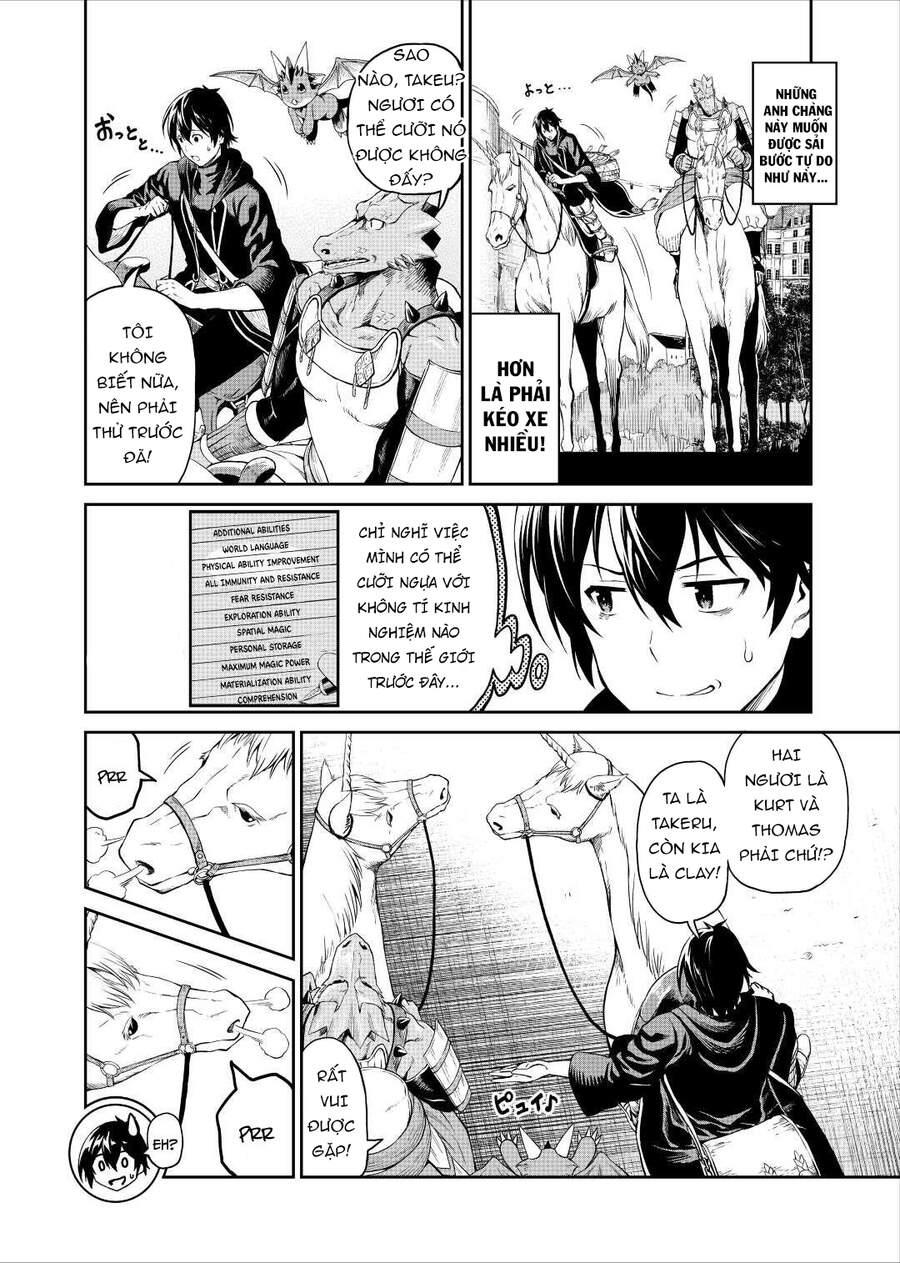 NHỮNG
ANH CHÀNG
NÀY MUỐN
ĐƯỢC SẢI
BƯỚC TỰ DO
NHƯ NÀY...
よっと…
HƠN
LÀ PHẢI
KÉO XE
NHIỀU!
SAO
NÀO, TAKEU?
NGƯƠI CÓ
THỂ CƯỠI NÓ
ĐƯỢC KHÔNG
ĐẤY?
おっとと…
TÔI
KHÔNG
BIẾT NỮA,
NÊN PHẢI
THỬ TRƯỚC
ĐÃ!
CHỈ NGHĨ VIỆC
MÌNH CÓ THỂ
CƯỠI NGỰA VỚI
KHÔNG TÍ KINH
NGHIỆM NÀO
TRONG THẾ GIỚI
TRƯỚC ĐÂY...
ADDITIONAL ABILITIES
WORLD LANGUAGE
PHYSICAL ABILITY IMPROVEMENT
ALL IMMUNITY AND RESISTANCE
FEAR RESISTANCE
EXPLORATION ABILITY
SPATIAL MAGIC
PERSONAL STORAGE
MAXIMUM MAGIC POWER
MATERIALIZATION ABILITY
COMPREHENSION
HAI
NGƯƠI LÀ
KURT VÀ
THOMAS
PHẢI CHỨ!?
TA LÀ
TAKERU,
CÒN KIA
LÀ CLAY!
ピュイ♪
RẤT
VUI
ĐƯỢC
GẶP!
PRR
PRR
EH?